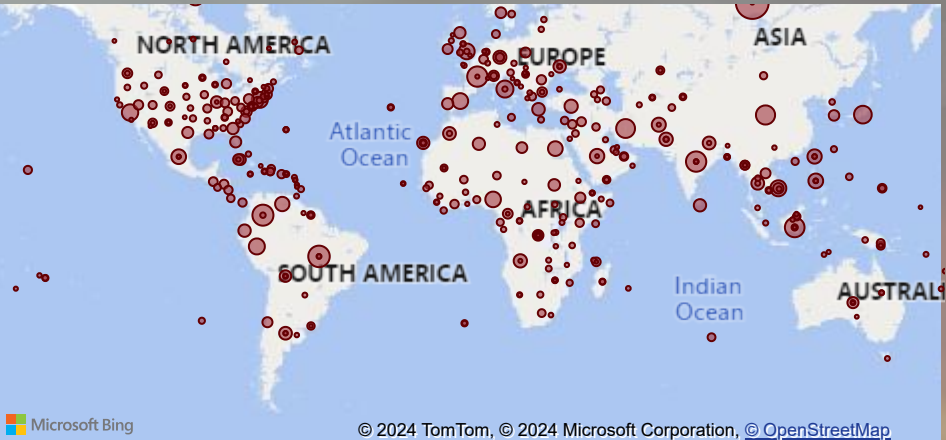 NORTH AMERICA
EUROPE
ASIA
Atlantic
Ocean
AFRICA
SOUTH AMERICA
Indian
Ocean
AUSTRAL
Microsoft Bing
© 2024 TomTom, © 2024 Microsoft Corporation, © OpenStreetMap